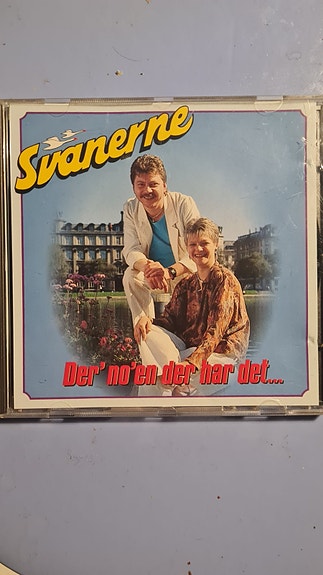 Svanerne
Der' no'en der har det...